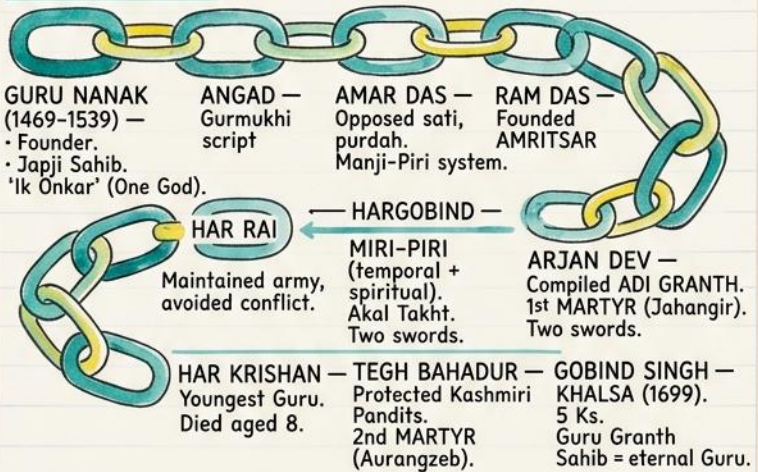 GURU NANAK
(1469-1539) —
· Founder.
· Japji Sahib.
'Ik Onkar' (One God).
ANGAD —
Gurmukhi
script
AMAR DAS —
Opposed sati,
purdah.
Manji-Piri system.
RAM DAS —
Founded
AMRITSAR
ARJAN DEV —
Compiled ADI GRANTH.
1st MARTYR (Jahangir).
Two swords.
HARGOBIND —
MIRI-PIRI
(temporal +
spiritual).
Akal Takht.
Two swords.
HAR RAI
Maintained army,
avoided conflict.
HAR KRISHAN —
Youngest Guru.
Died aged 8.
TEGH BAHADUR —
Protected Kashmiri
Pandits.
2nd MARTYR
(Aurangzeb).
GOBIND SINGH —
KHALSA (1699).
5 Ks.
Guru Granth
Sahib = eternal Guru.